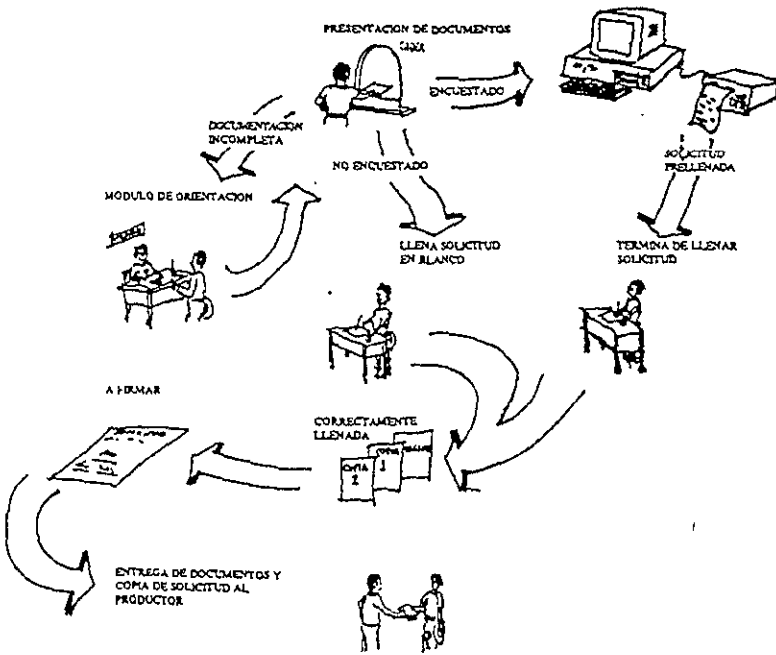 PRESENTACION DE DOCUMENTOS
ENCUESTADO
DOCUMENTACION
INCOMPLETA
NO ENCUESTADO
SOLICITUD
PRELLENADA
MODULO DE ORIENTACION
LLENA SOLICITUD
EN BLANCO
TERMINA DE LLENAR
SOLICITUD
A FIRMAR
CORRECTAMENTE
LLENADA
COPIA
1
COPIA
2
ENTREGA DE DOCUMENTOS Y
COPIA DE SOLICITUD AL
PRODUCTOR